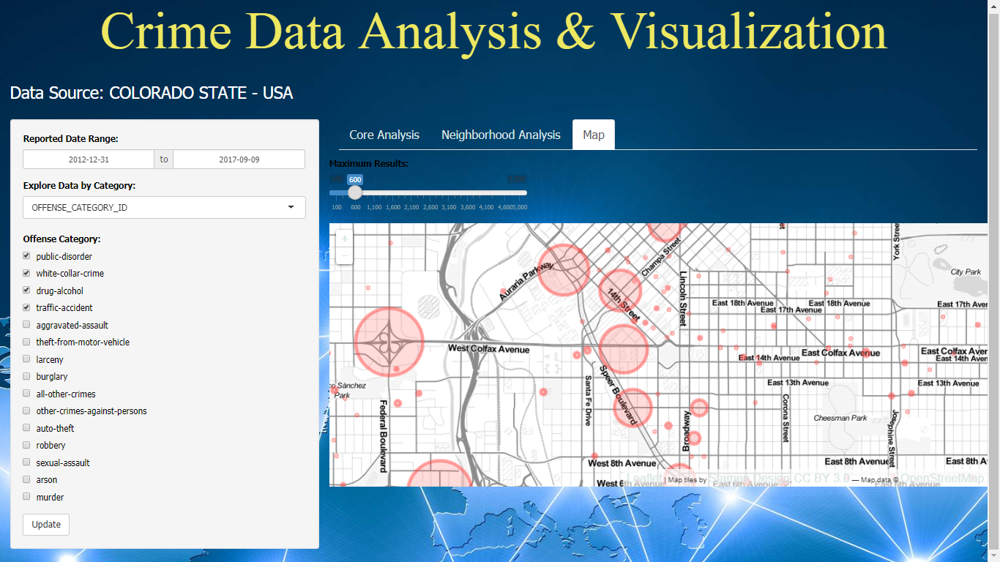 Crime Data Analysis & Visualization
Data Source: COLORADO STATE - USA
Reported Date Range:
2012-12-31 to 2017-09-09
Explore Data by Category:
OFFENSE_CATEGORY_ID
Offense Category:
public-disorder
white-collar-crime
drug-alcohol
traffic-accident
aggravated-assault
theft-from-motor-vehicle
larceny
burglary
all-other-crimes
other-crimes-against-persons
auto-theft
robbery
sexual-assault
arson
murder
Update
Core Analysis Neighborhood Analysis Map
Maximum Results:
600
100 600 1,100 1,600 2,100 2,600 3,100 3,600 4,100 4,600 5,000
+
−
York Stree
Champa Street
Auraria Parkway
City Park
Lincoln Street
14th Street
East 18th Avenue
East 18th Avenue
East 17th Aven
East 17th Avenue
West Colfax Avenue
East Colfax Avenue
East Colfax Aven
East 14th Avenue
East 14th Aven
Speer Boulevard
Santa Fe Drive
East 13th Avenue
East 13th Avenue
co Sánchez
Park
Federal Boulevard
Corona Street
Cheesman Park
Josephine Street
Broadway
West 8th Avenue
East 8th Avenue
East 8th A
West 6th Avenue
East 6th Avenue
East 6th Avenue
Leaflet | Map tiles by Stamen Design, CC BY 3.0 — Map data © OpenStreetMap